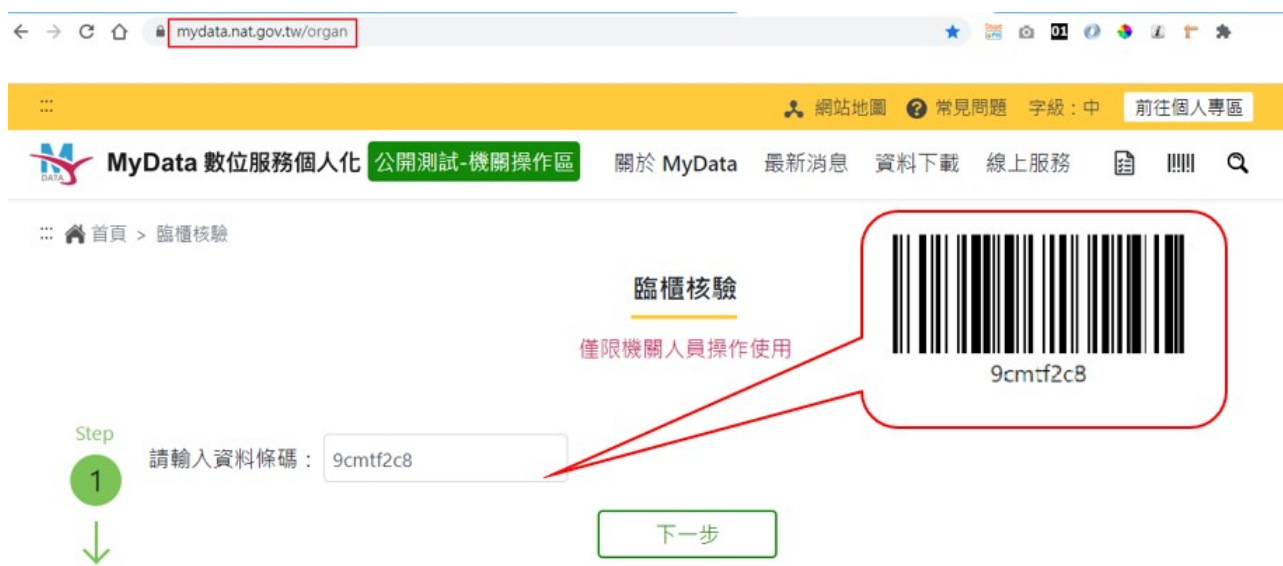 mydata.nat.gov.tw/organ
網站地圖 常見問題 字級：中 前往個人專區
MyData 數位服務個人化 公開測試-機關操作區 關於 MyData 最新消息 資料下載 線上服務
首頁 > 臨櫃核驗
臨櫃核驗
僅限機關人員操作使用
9cmtf2c8
Step
1
請輸入資料條碼： 9cmtf2c8
下一步